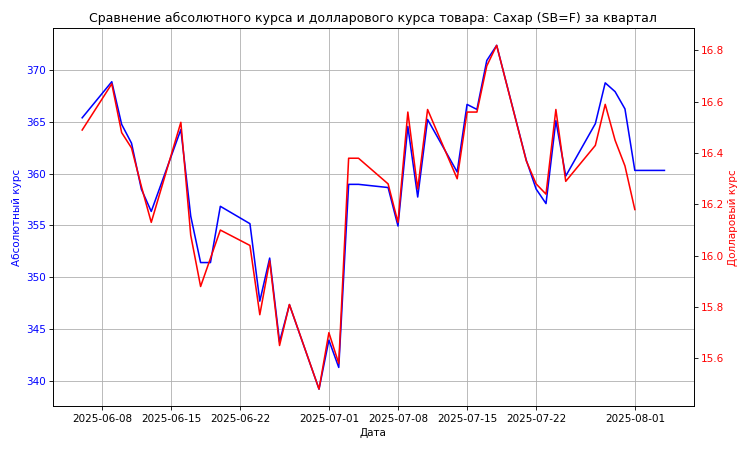 Сравнение абсолютного курса и долларового курса товара: Сахар (SB=F) за квартал
370
365
360
355
350
345
340
Абсолютный курс
16.8
16.6
16.4
16.2
16.0
15.8
15.6
Долларовый курс
2025-06-08 2025-06-15 2025-06-22 2025-07-01 2025-07-08 2025-07-15 2025-07-22 2025-08-01
Дата